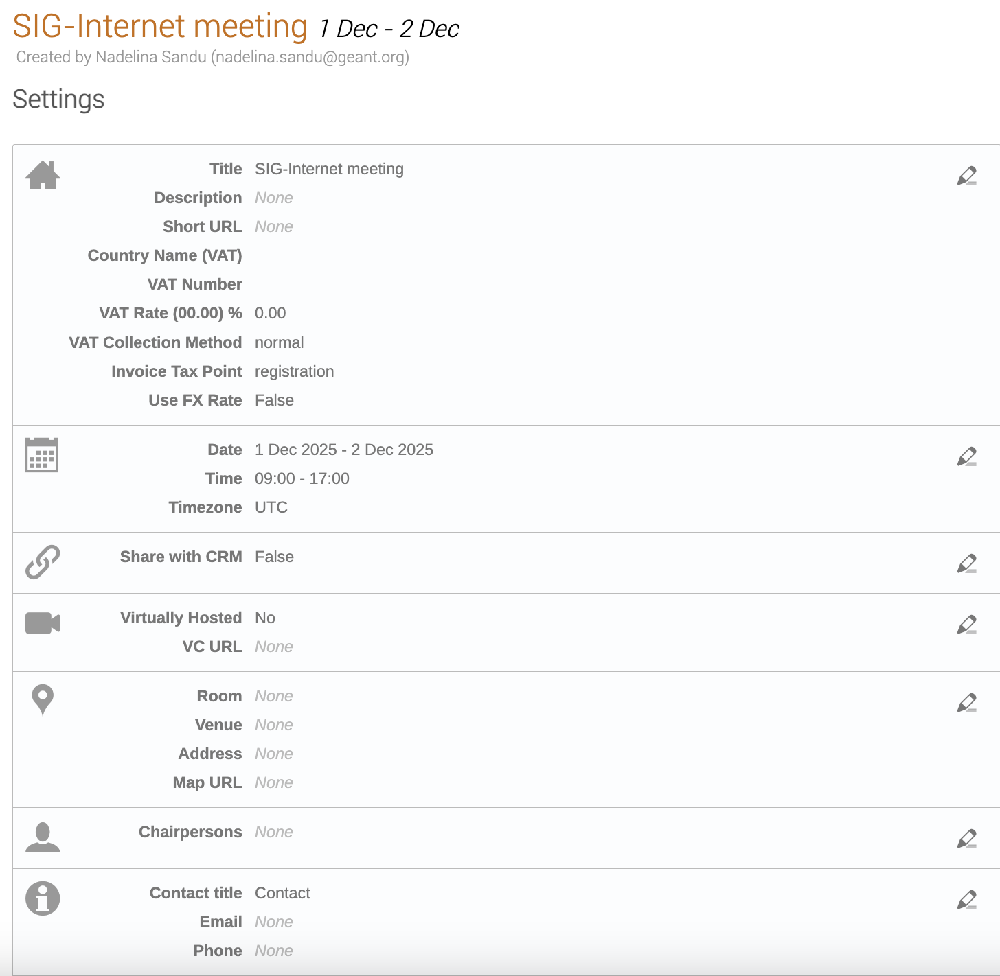 SIG-Internet meeting 1 Dec - 2 Dec
Created by Nadelina Sandu (nadelina.sandu@geant.org)
Settings
Title SIG-Internet meeting
Description None
Short URL None
Country Name (VAT)
VAT Number
VAT Rate (00.00) % 0.00
VAT Collection Method normal
Invoice Tax Point registration
Use FX Rate False
Date 1 Dec 2025 - 2 Dec 2025
Time 09:00 - 17:00
Timezone UTC
Share with CRM False
Virtually Hosted No
VC URL None
Room None
Venue None
Address None
Map URL None
Chairpersons None
Contact title Contact
Email None
Phone None